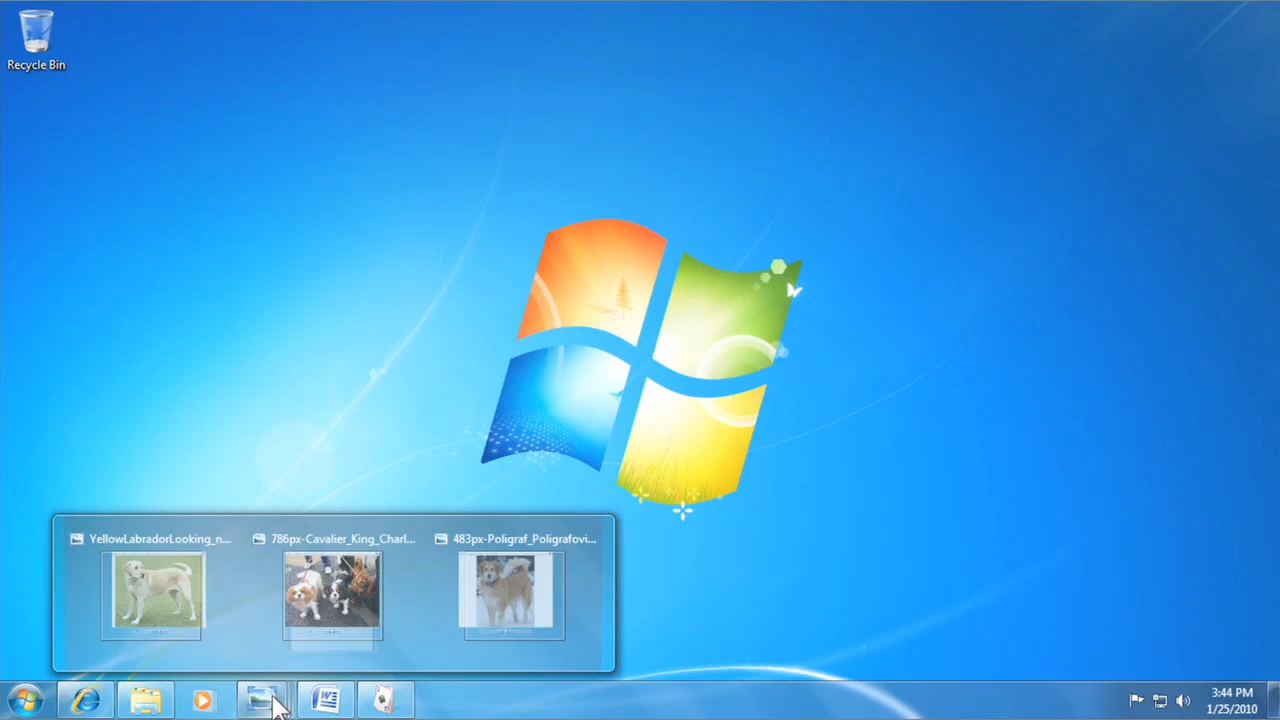 Recycle Bin
YellowLabradorLooking_n...
786px-Cavalier_King_Charl...
483px-Poligraf_Poligrafovi...
3:44 PM
1/25/2010